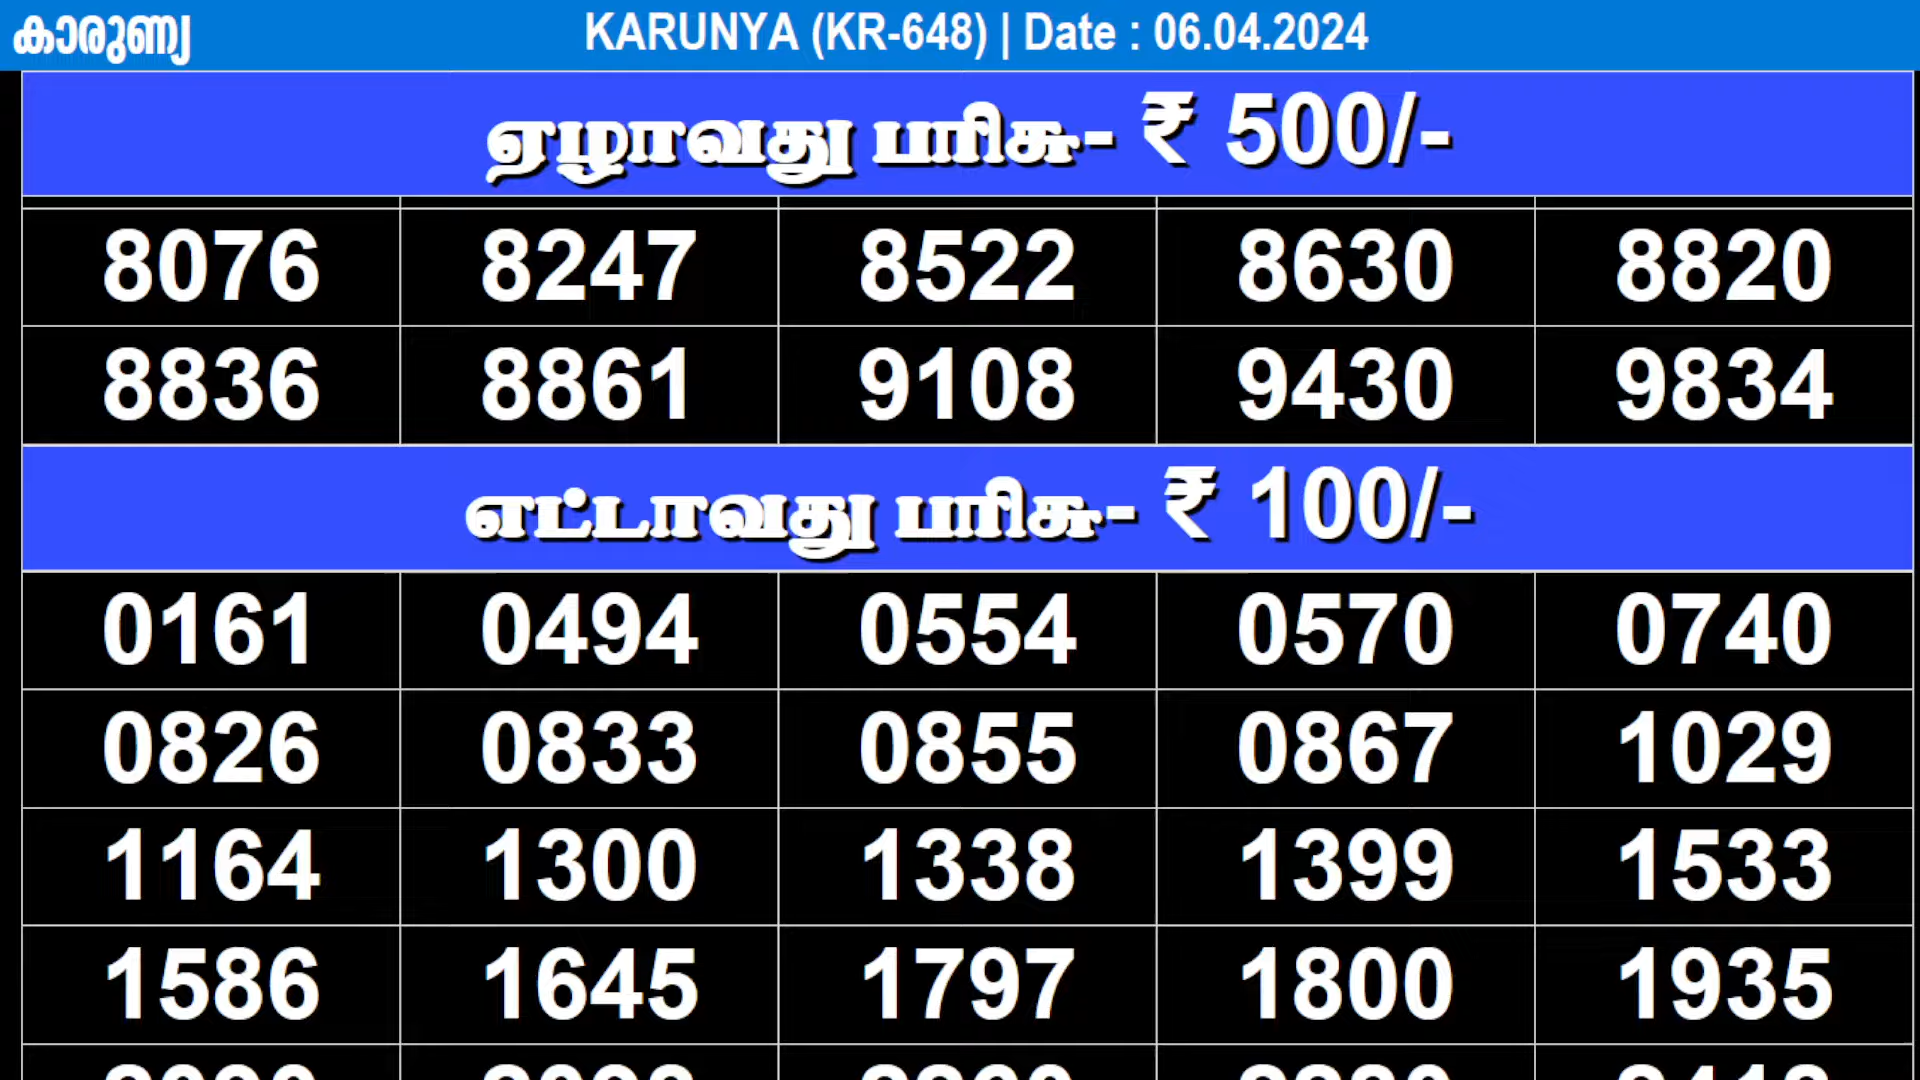 കാരുണ്യ KARUNYA (KR-648) | Date : 06.04.2024
ஏழாவது பரிசு- ₹ 500/-
8076 8247 8522 8630 8820
8836 8861 9108 9430 9834
எட்டாவது பரிசு- ₹ 100/-
0161 0494 0554 0570 0740
0826 0833 0855 0867 1029
1164 1300 1338 1399 1533
1586 1645 1797 1800 1935